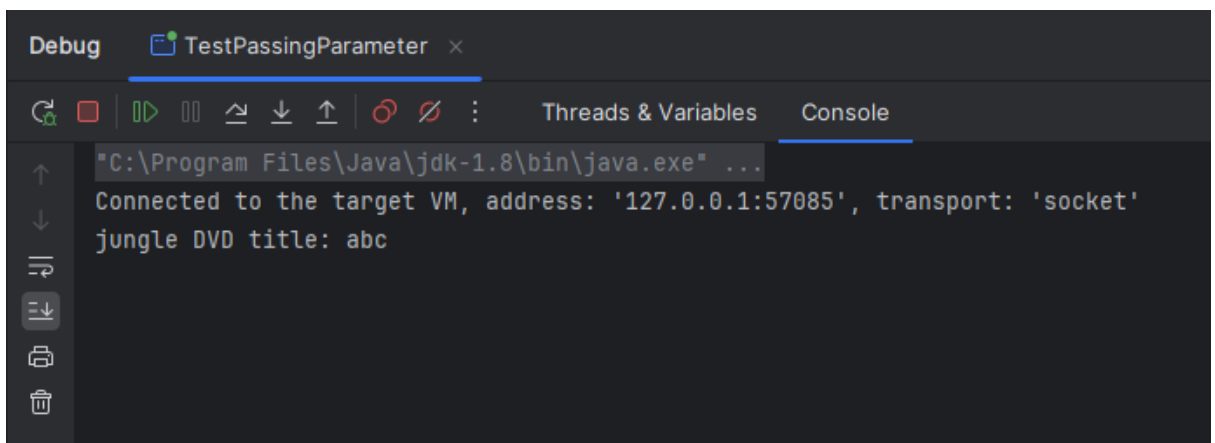 Debug TestPassingParameter
Threads & Variables Console
"C:\Program Files\Java\jdk-1.8\bin\java.exe" ...
Connected to the target VM, address: '127.0.0.1:57085', transport: 'socket'
jungle DVD title: abc